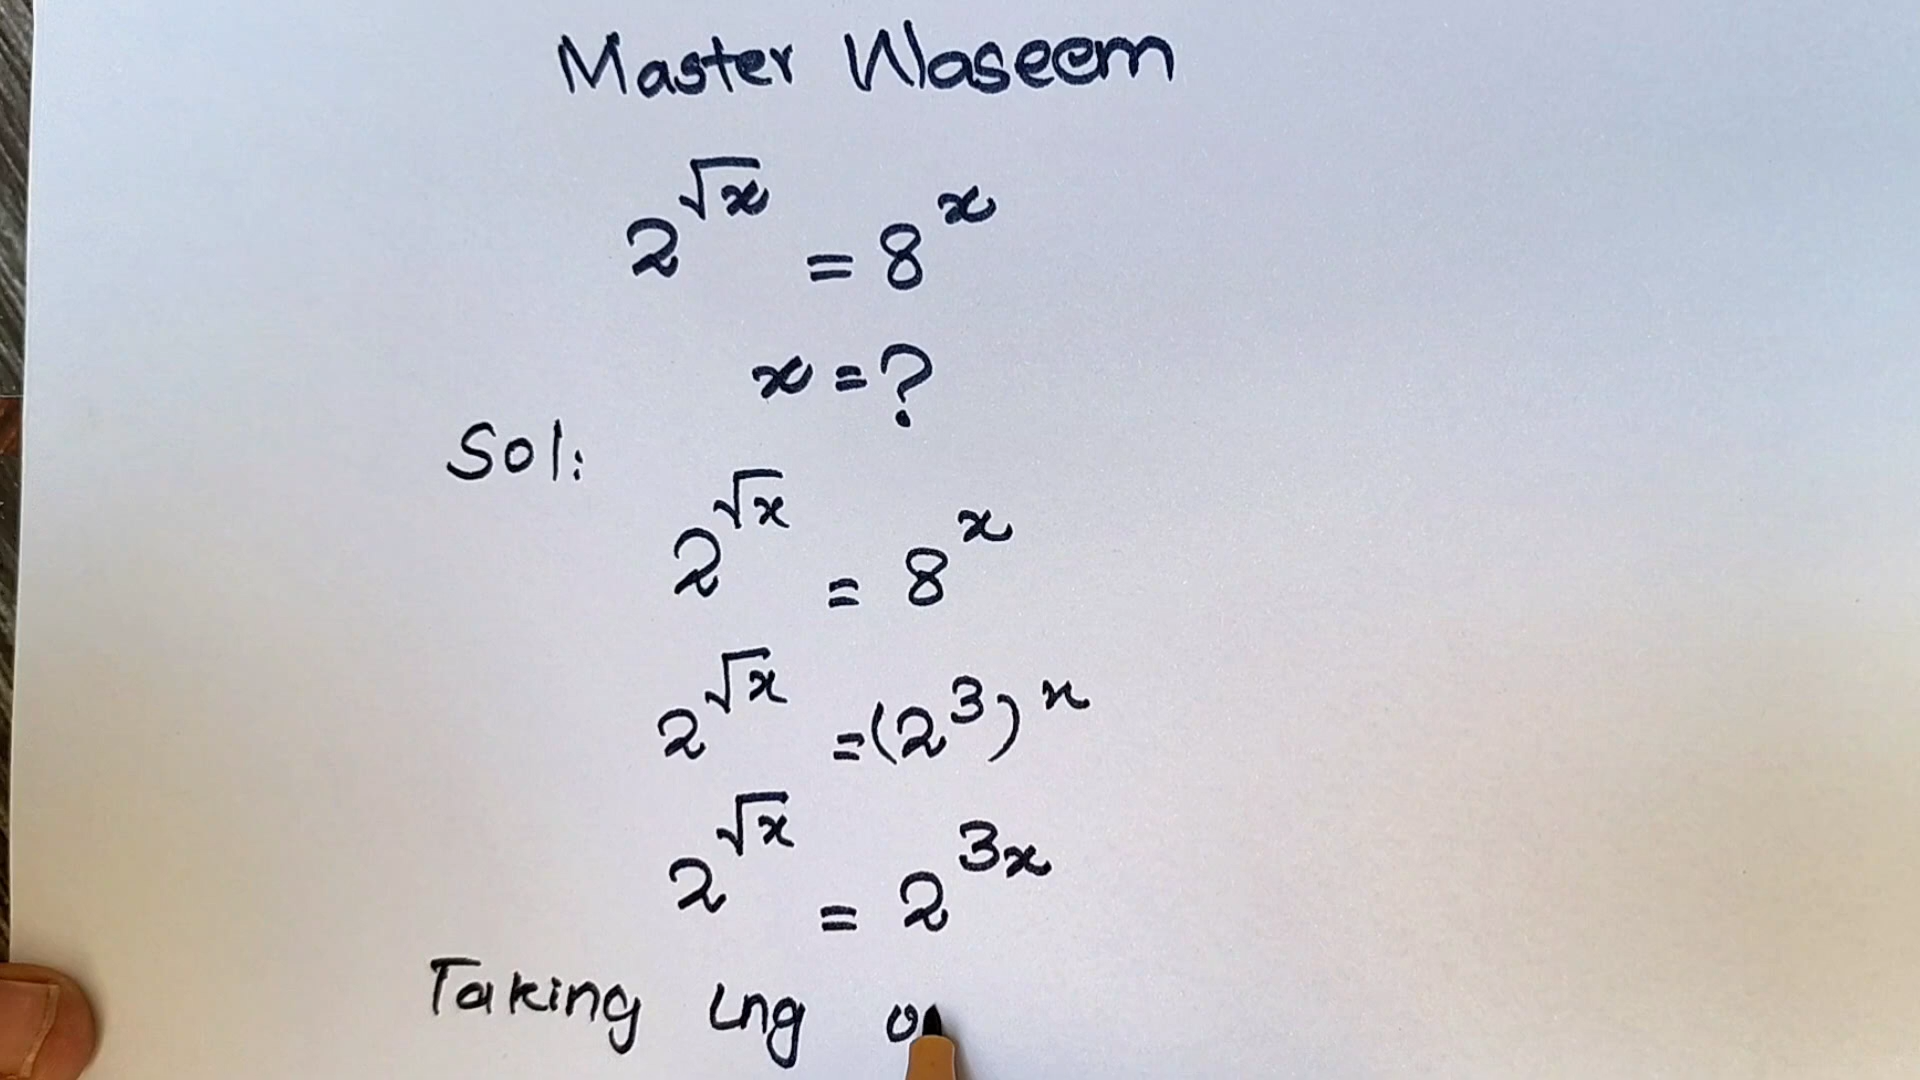 Master Waseem
2^√x = 8^x
x = ?
Sol:
2^√x = 8^x
2^√x = (2^3)^x
2^√x = 2^3x
Taking Lng